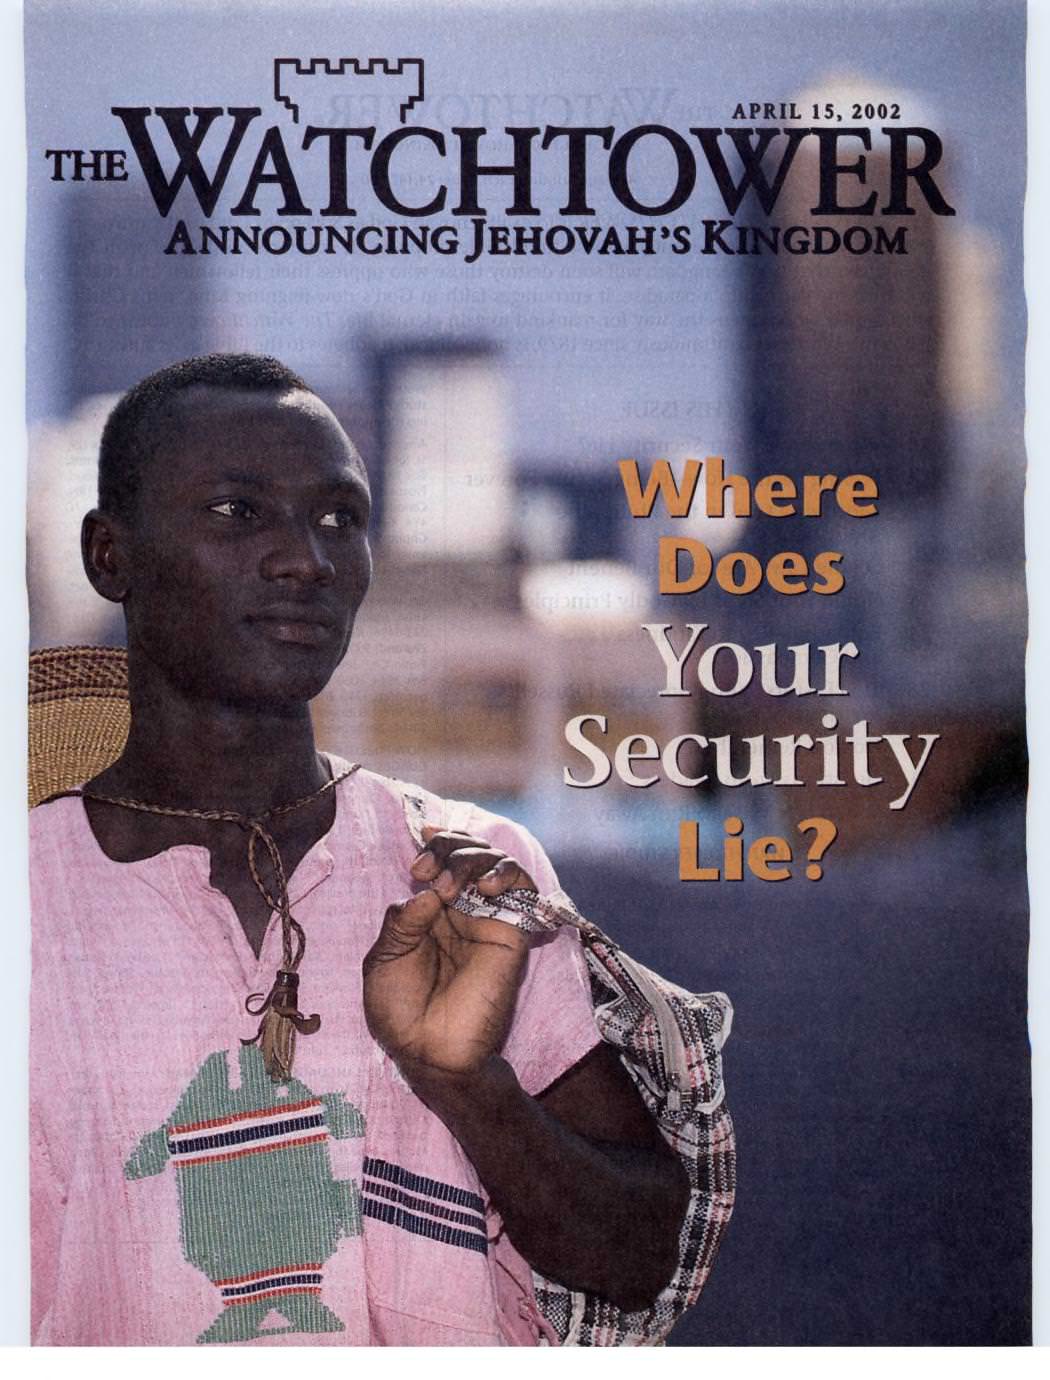 APRIL 15, 2002
THE WATCHTOWER
ANNOUNCING JEHOVAH'S KINGDOM
Where
Does
Your
Security
Lie?